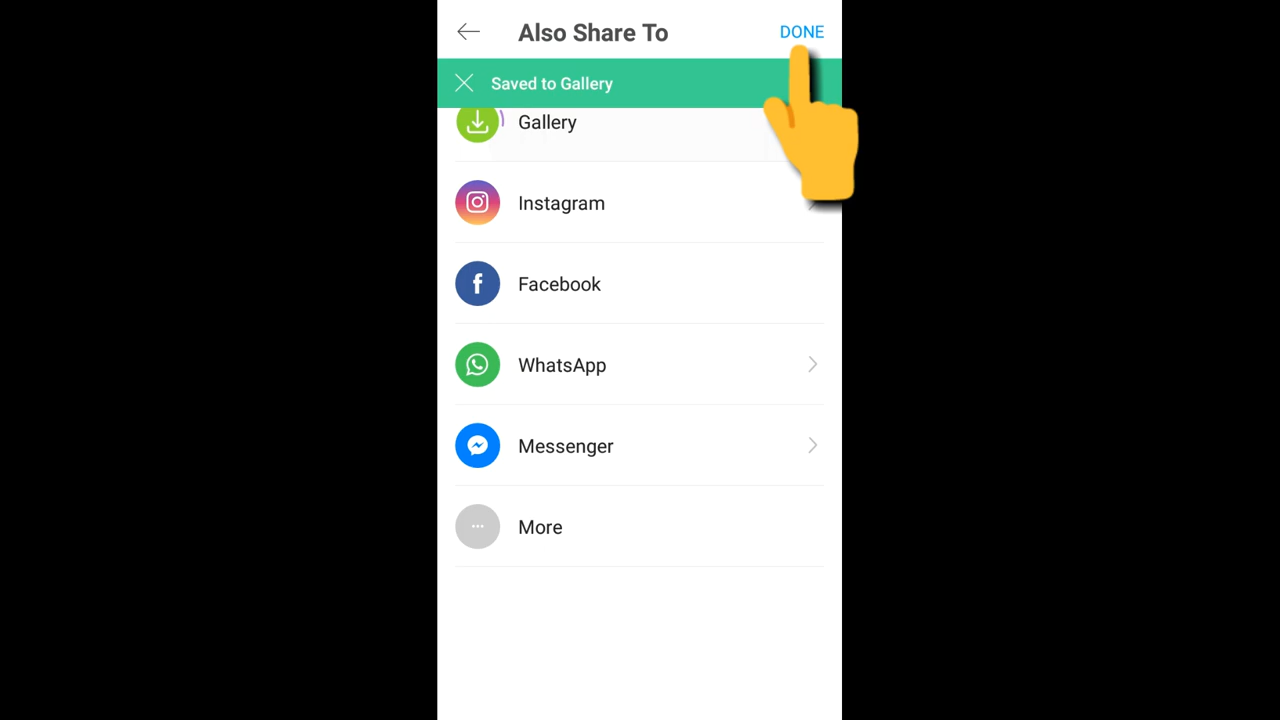 Also Share To
DONE
Saved to Gallery
Gallery
Instagram
Facebook
WhatsApp
Messenger
More